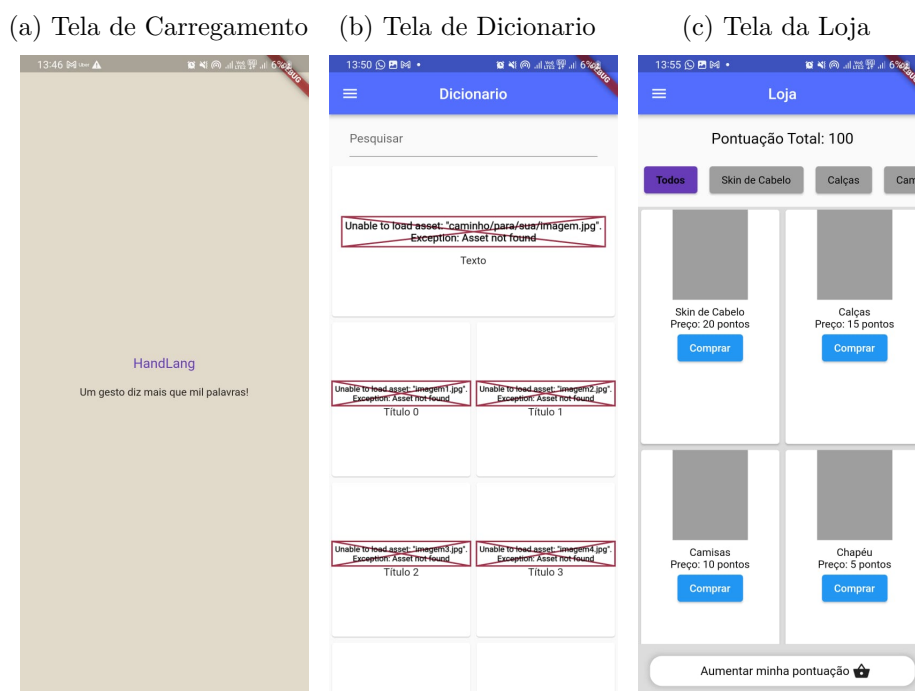 (a) Tela de Carregamento
(b) Tela de Dicionario
(c) Tela da Loja
13:46
6%
DEBUG
HandLang
Um gesto diz mais que mil palavras!
13:50
6%
Dicionario
Pesquisar
Unable to load asset: "caminho/para/sua/imagem.jpg".
Exception: Asset not found
Texto
Unable to load asset: "imagem1.jpg".
Exception: Asset not found
Título 0
Unable to load asset: "imagem2.jpg".
Exception: Asset not found
Título 1
Unable to load asset: "imagem3.jpg".
Exception: Asset not found
Título 2
Unable to load asset: "imagem4.jpg".
Exception: Asset not found
Título 3
13:55
6%
Loja
Pontuação Total: 100
Todos
Skin de Cabelo
Calças
Cam
Skin de Cabelo
Preço: 20 pontos
Comprar
Calças
Preço: 15 pontos
Comprar
Camisas
Preço: 10 pontos
Comprar
Chapéu
Preço: 5 pontos
Comprar
Aumentar minha pontuação